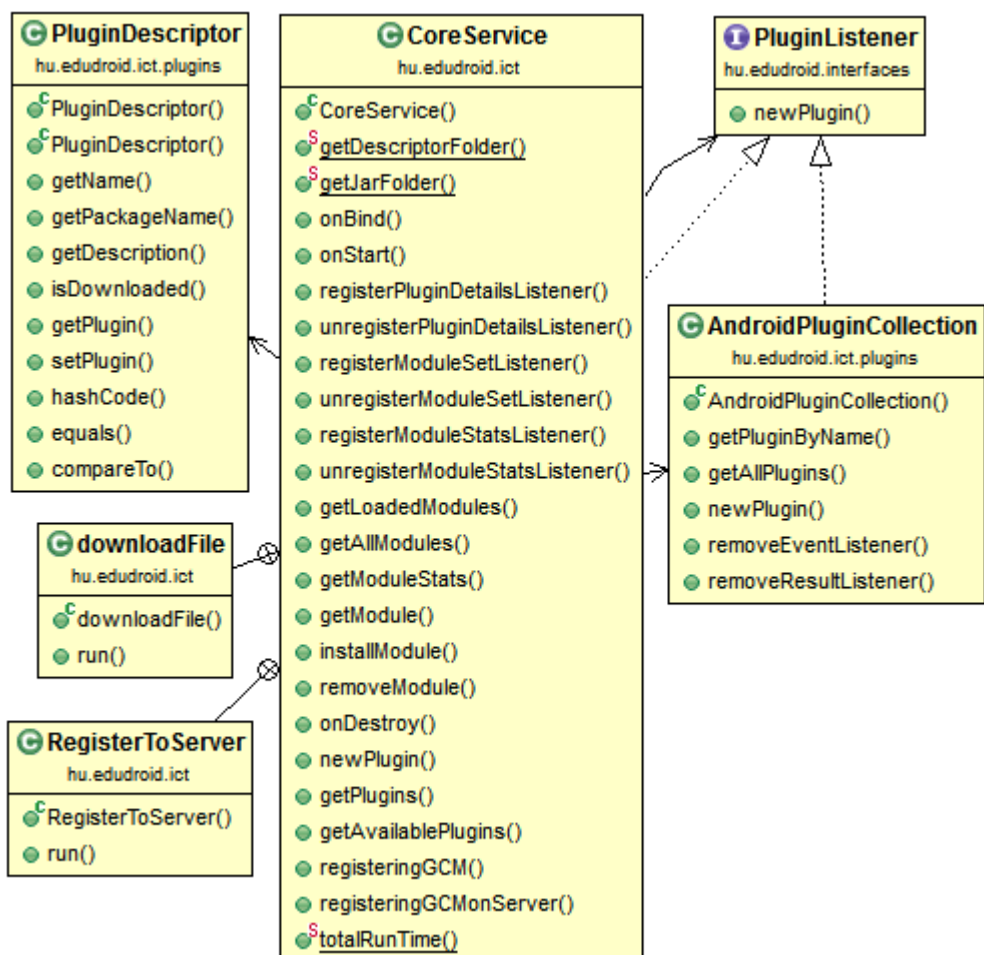 PluginDescriptor
hu.edudroid.ict.plugins
PluginDescriptor()
PluginDescriptor()
getName()
getPackageName()
getDescription()
isDownloaded()
getPlugin()
setPlugin()
hashCode()
equals()
compareTo()
CoreService
hu.edudroid.ict
CoreService()
getDescriptorFolder()
getJarFolder()
onBind()
onStart()
registerPluginDetailsListener()
unregisterPluginDetailsListener()
registerModuleSetListener()
unregisterModuleSetListener()
registerModuleStatsListener()
unregisterModuleStatsListener()
getLoadedModules()
getAllModules()
getModuleStats()
getModule()
installModule()
removeModule()
onDestroy()
newPlugin()
getPlugins()
getAvailablePlugins()
registeringGCM()
registeringGCMonServer()
totalRunTime()
PluginListener
hu.edudroid.interfaces
newPlugin()
AndroidPluginCollection
hu.edudroid.ict.plugins
AndroidPluginCollection()
getPluginByName()
getAllPlugins()
newPlugin()
removeEventListener()
removeResultListener()
downloadFile
hu.edudroid.ict
downloadFile()
run()
RegisterToServer
hu.edudroid.ict
RegisterToServer()
run()